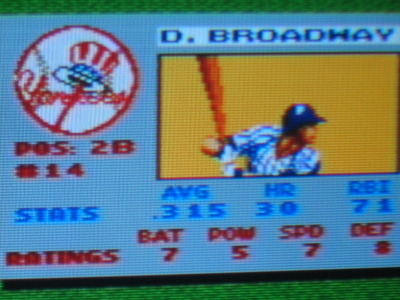 D. BROADWAY
Yankees
POS: 2B
#14
AVG HR RBI
STATS .315 30 71
BAT POW SPD DEF
RATINGS 7 5 7 8